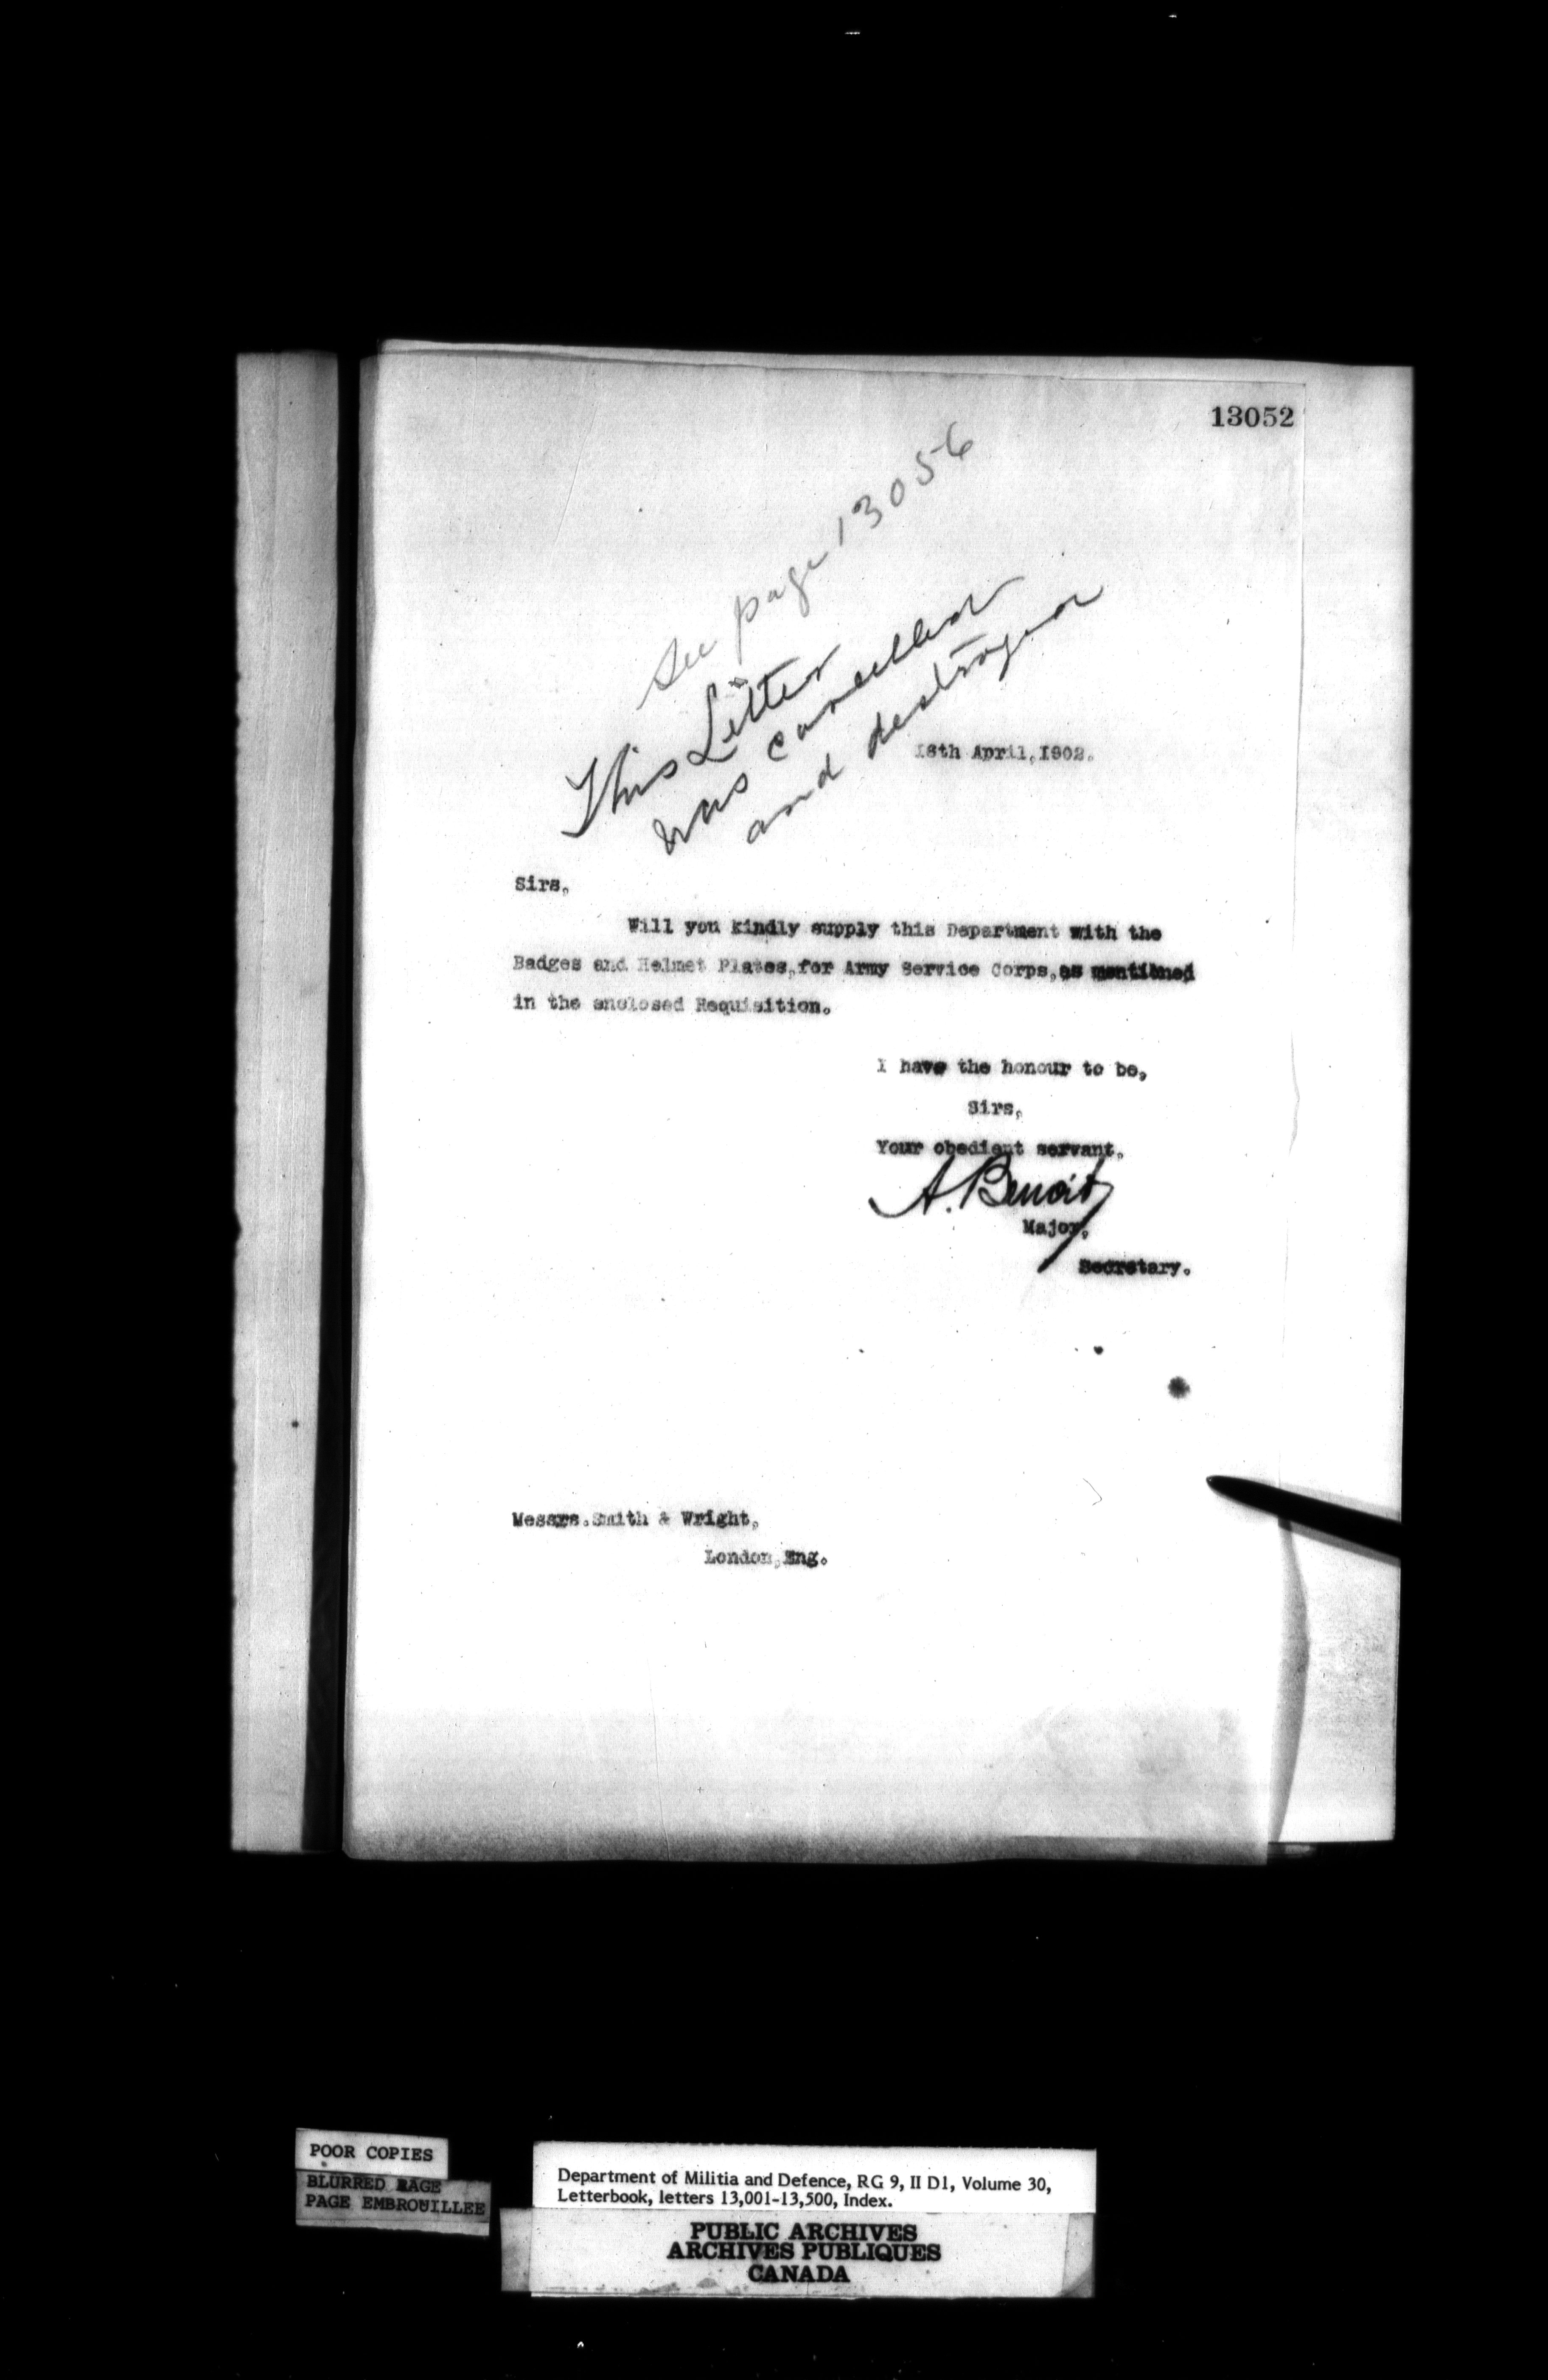 13052
See page 13056
This Letter
was cancelled
and destroyed
18th April,1902.
Sirs,
Will you kindly supply this Department with the
Badges and Helmet Plates,for Army Service Corps,as mentioned
in the enclosed Requisition.
I have the honour to be,
Sirs,
Your obedient servant,
A. Benoit
Major,
Secretary.
Messrs.Smith & Wright,
London,Eng.
POOR COPIES
BLURRED PAGE
PAGE EMBROUILLEE
Department of Militia and Defence, RG 9, II D1, Volume 30,
Letterbook, letters 13,001-13,500, Index.
PUBLIC ARCHIVES
ARCHIVES PUBLIQUES
CANADA